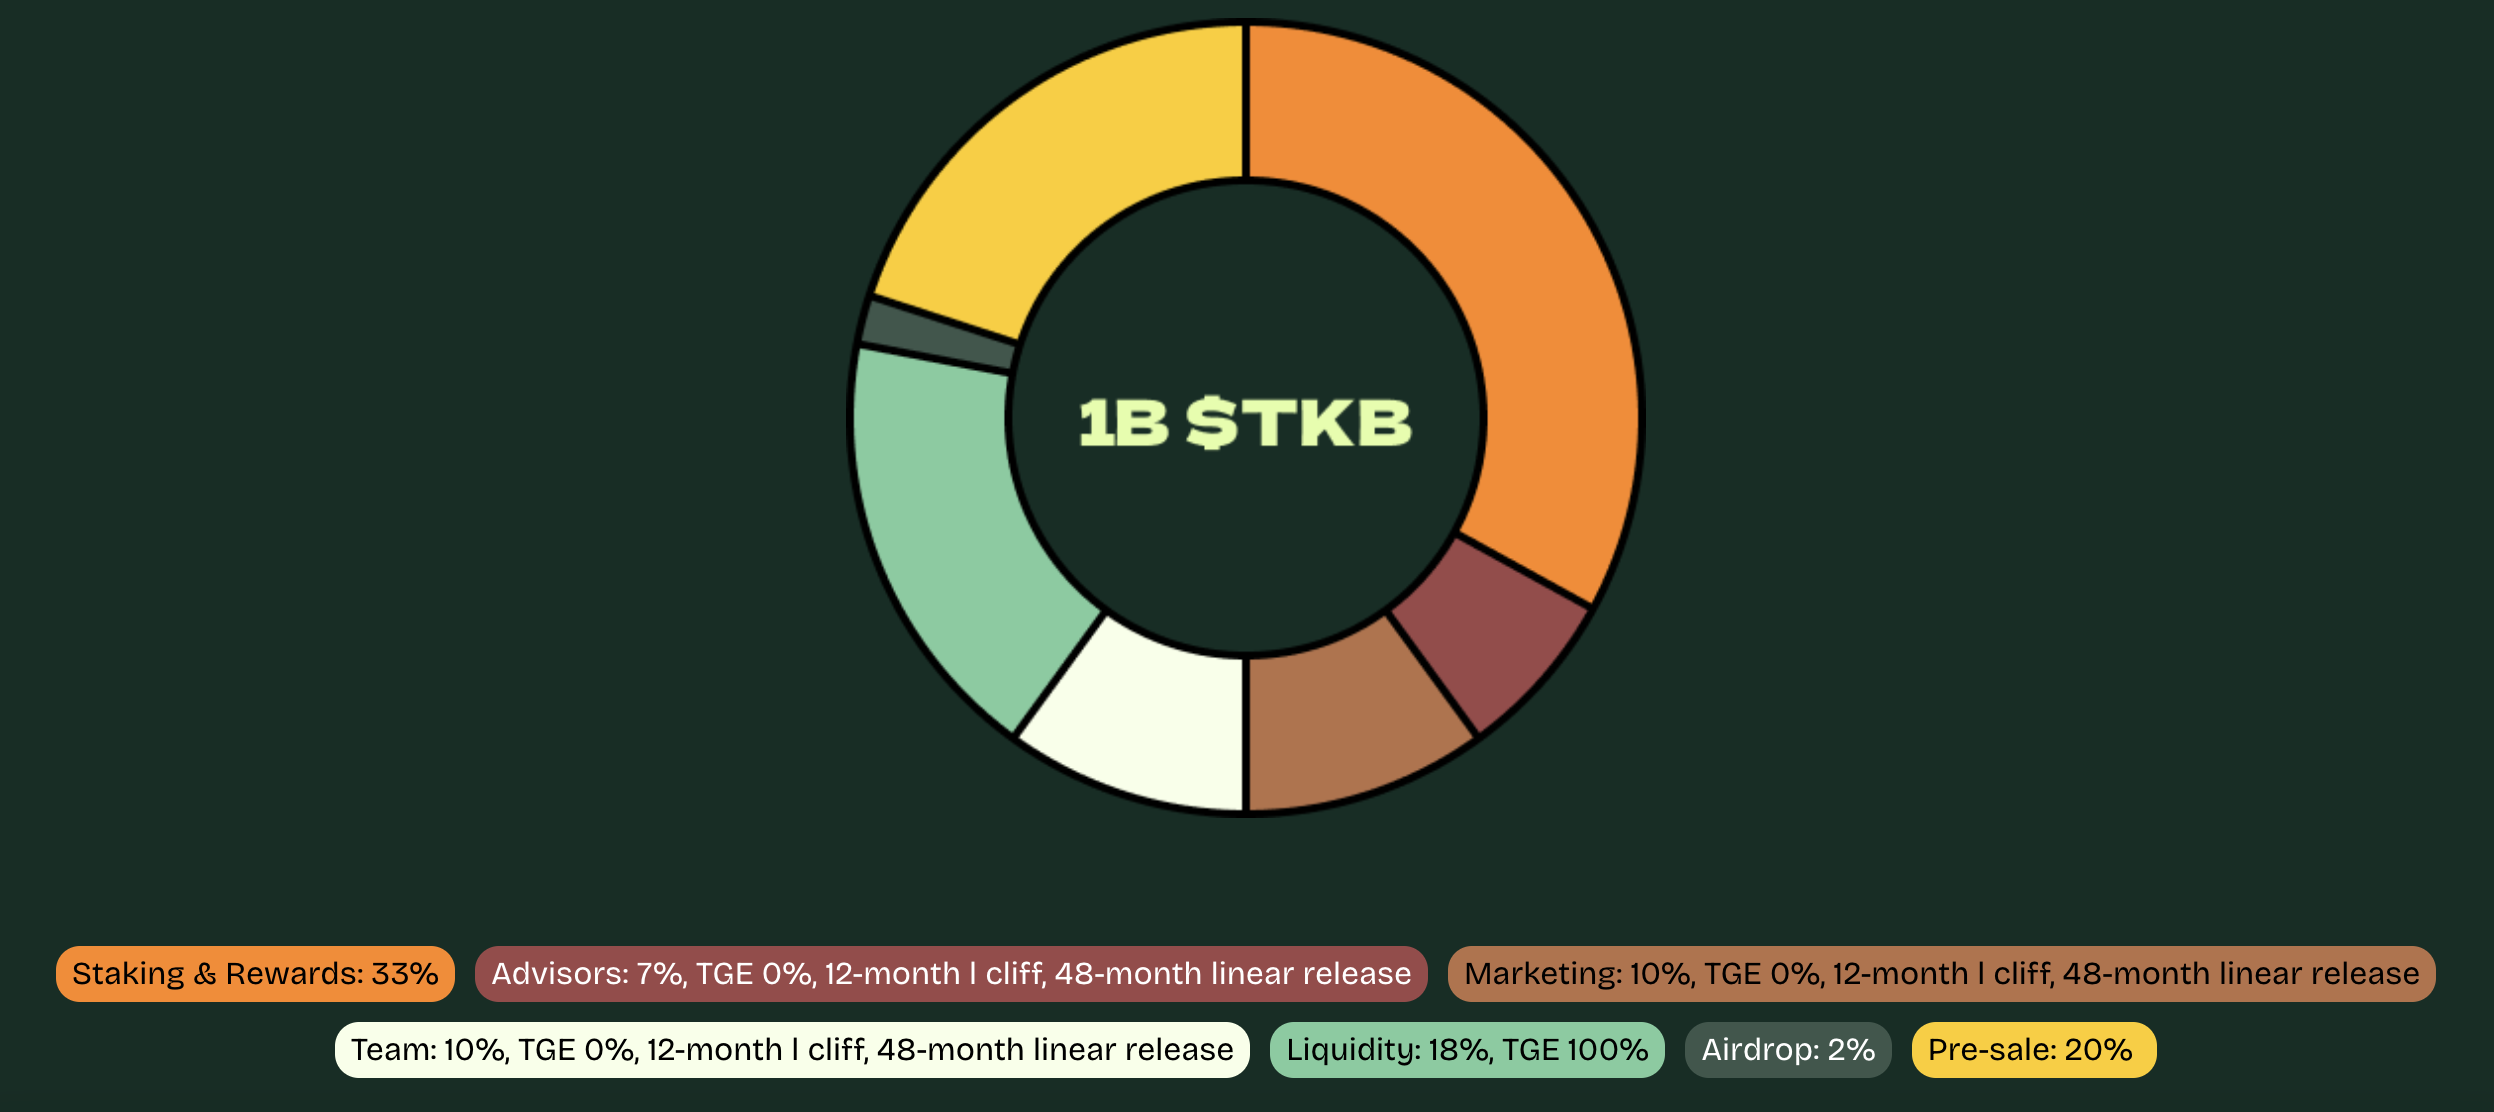 1B $TKB
Staking & Rewards: 33%
Advisors: 7%, TGE 0%, 12-month l cliff, 48-month linear release
Marketing: 10%, TGE 0%, 12-month l cliff, 48-month linear release
Team: 10%, TGE 0%, 12-month l cliff, 48-month linear release
Liquidity: 18%, TGE 100%
Airdrop: 2%
Pre-sale: 20%